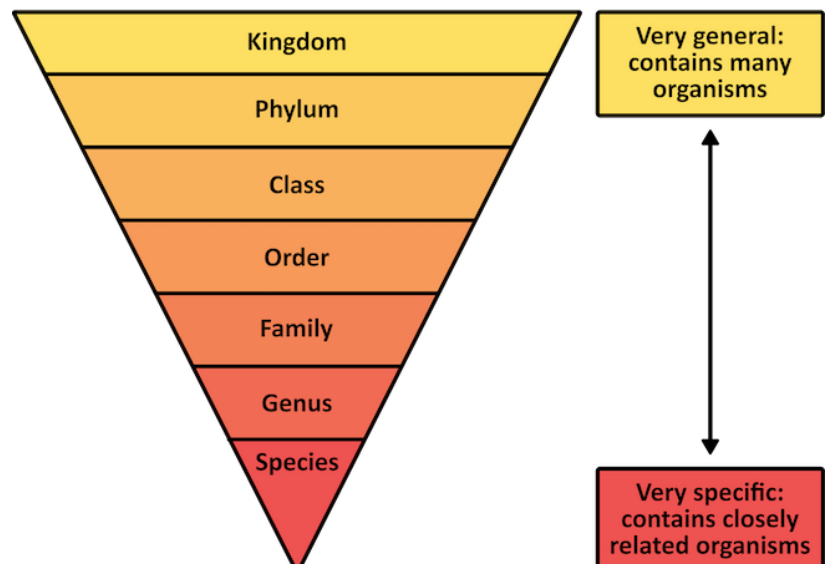 Kingdom
Phylum
Class
Order
Family
Genus
Species
Very general:
contains many
organisms
Very specific:
contains closely
related organisms